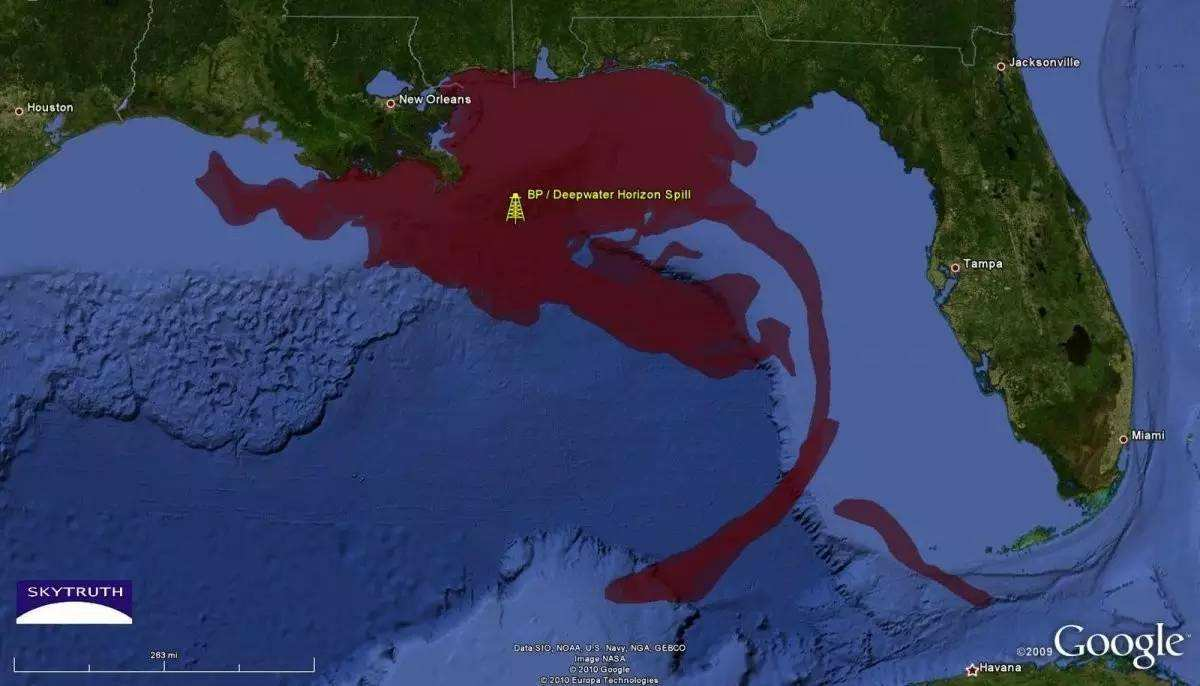 Jacksonville
New Orleans
Houston
BP / Deepwater Horizon Spill
Tampa
Miami
SKYTRUTH
263 mi
Data SIO, NOAA, U.S. Navy, NGA, GEBCO
Image NASA
© 2010 Google
© 2010 Europa Technologies
©2009 Google
Havana